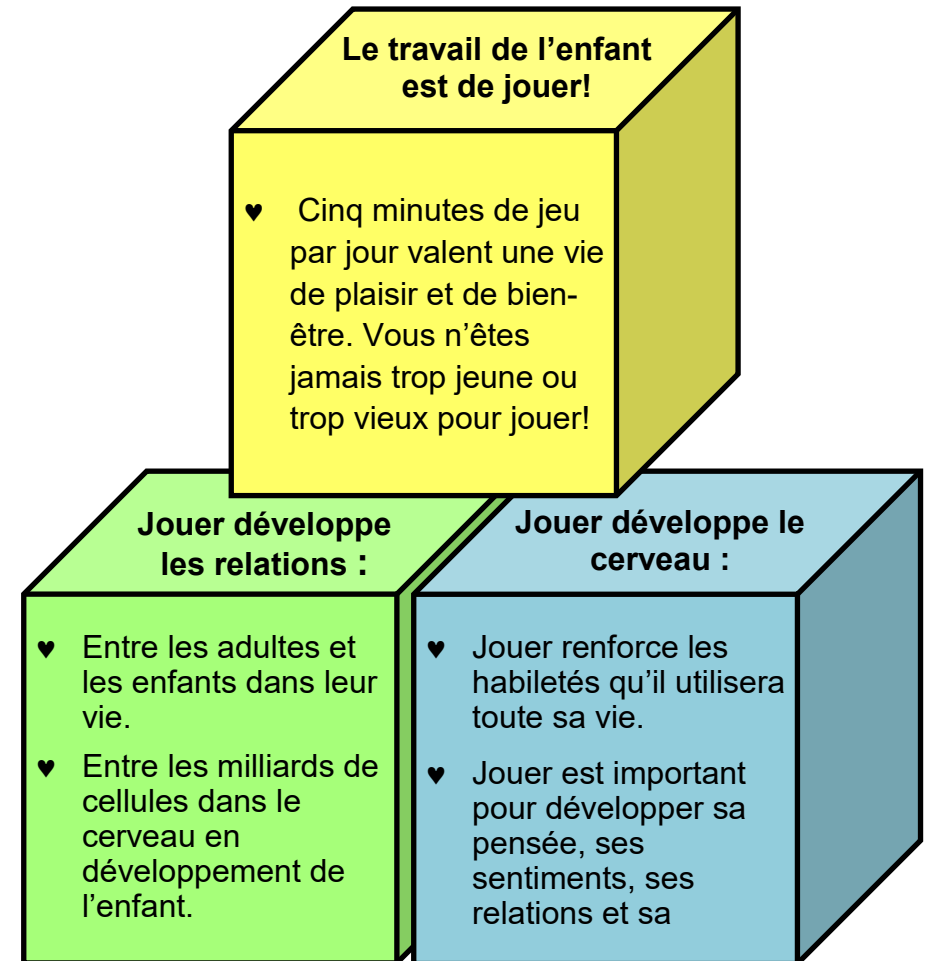 Le travail de l’enfant
est de jouer!
♥ Cinq minutes de jeu
par jour valent une vie
de plaisir et de bien-
être. Vous n’êtes
jamais trop jeune ou
trop vieux pour jouer!
Jouer développe
les relations :
♥ Entre les adultes et
les enfants dans leur
vie.
♥ Entre les milliards de
cellules dans le
cerveau en
développement de
l’enfant.
Jouer développe le
cerveau :
♥ Jouer renforce les
habiletés qu’il utilisera
toute sa vie.
♥ Jouer est important
pour développer sa
pensée, ses
sentiments, ses
relations et sa